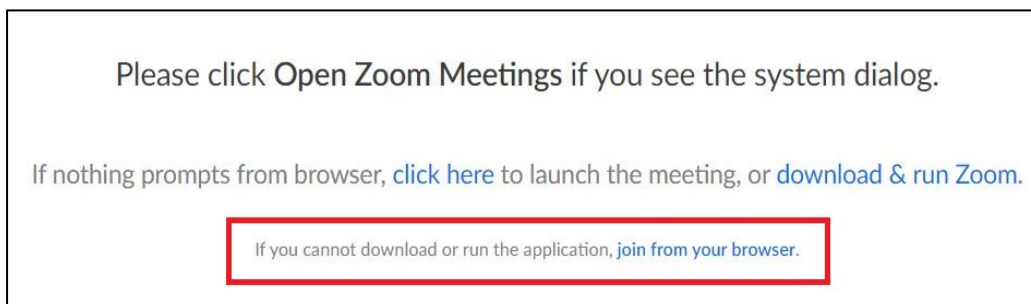 Please click Open Zoom Meetings if you see the system dialog.
If nothing prompts from browser, click here to launch the meeting, or download & run Zoom.
If you cannot download or run the application, join from your browser.